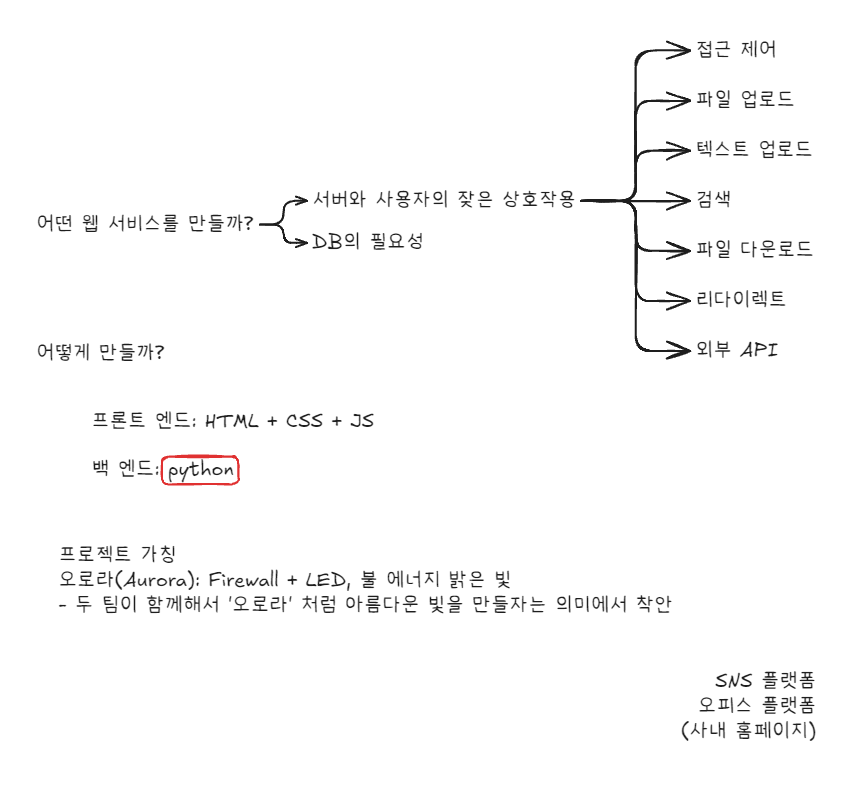 어떤 웹 서비스를 만들까?
서버와 사용자의 잦은 상호작용
DB의 필요성
접근 제어
파일 업로드
텍스트 업로드
검색
파일 다운로드
리다이렉트
외부 API
어떻게 만들까?
프론트 엔드: HTML + CSS + JS
백 엔드: python
프로젝트 가칭
오로라(Aurora): Firewall + LED, 불 에너지 밝은 빛
- 두 팀이 함께해서 '오로라' 처럼 아름다운 빛을 만들자는 의미에서 착안
SNS 플랫폼
오피스 플랫폼
(사내 홈페이지)